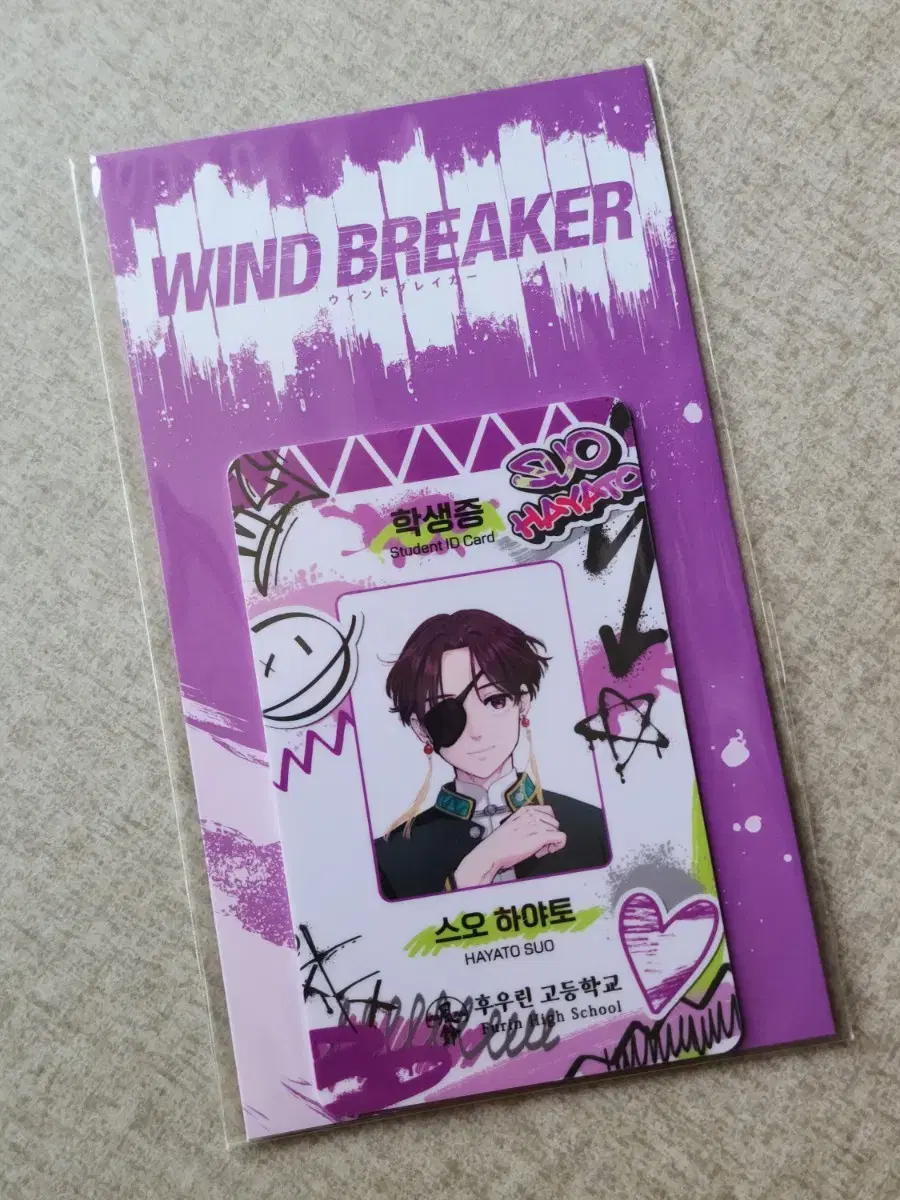 WIND BREAKER
ウィンドブレイカー
SUO
HAYATO
학생증
Student ID Card
스오 하야토
HAYATO SUO
후우린 고등학교
Furin High School